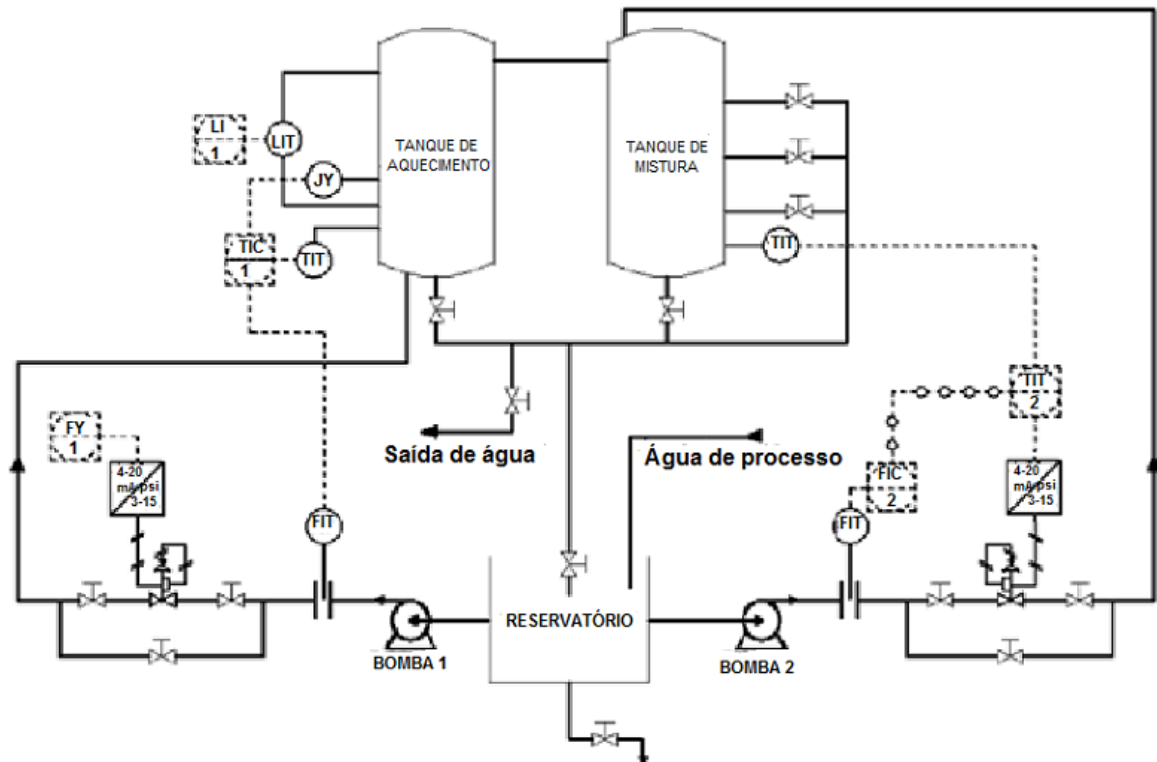 TANQUE DE
AQUECIMENTO
TANQUE DE
MISTURA
LI
1
LIT
JY
TIC
1
TIT
TIT
TIT
2
FY
1
4-20
mA psi
3-15
Saída de água
Água de processo
FIC
2
4-20
mA psi
3-15
FIT
FIT
RESERVATÓRIO
BOMBA 1
BOMBA 2